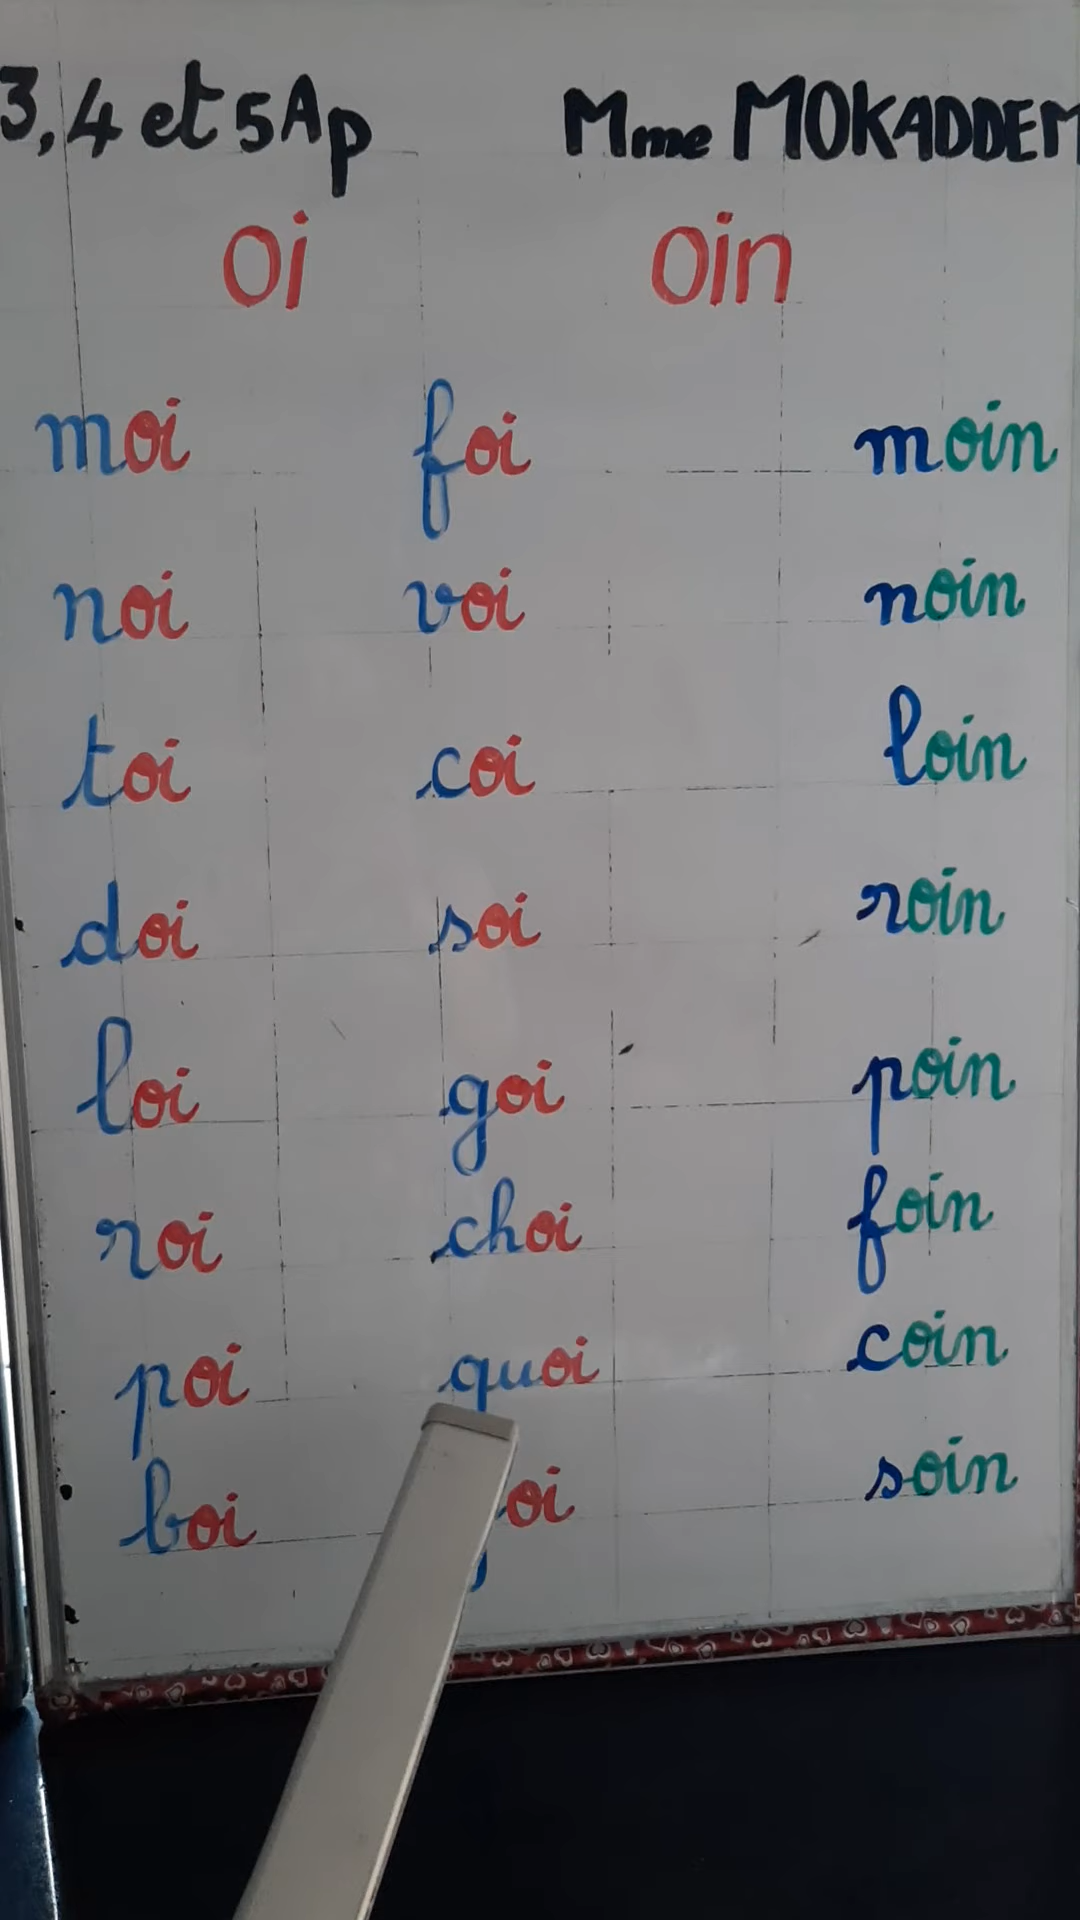 3, 4 et 5Ap Mme MOKADDEM
oi oin
moi foi moin
noi voi noin
toi coi loin
doi soi roin
loi goi poin
roi choi foin
poi quoi coin
boi oi soin